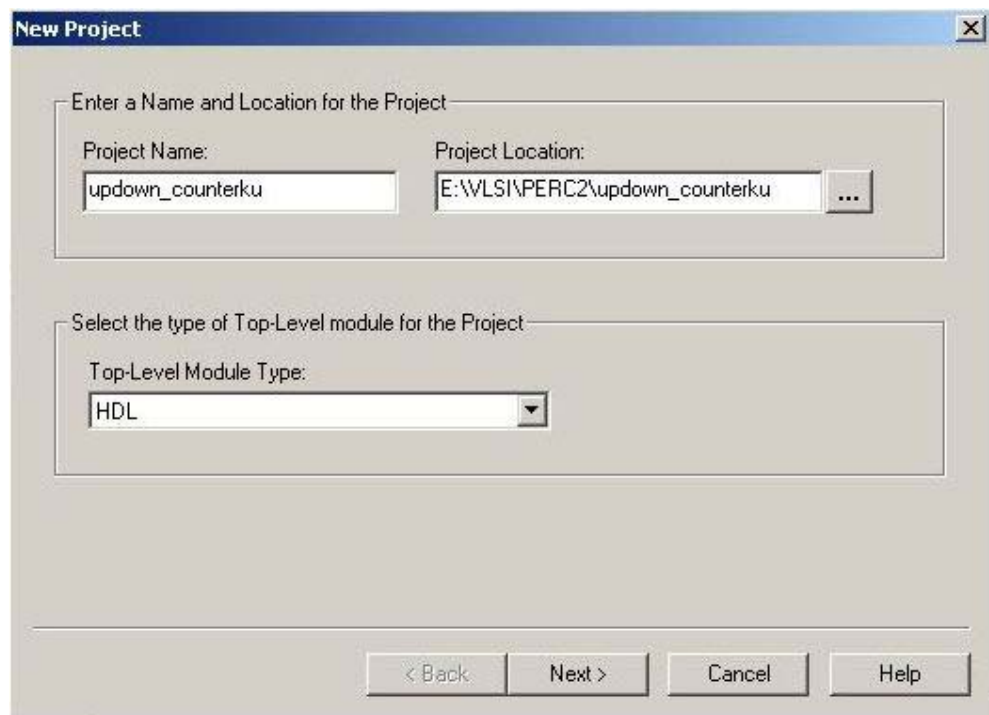 New Project
Enter a Name and Location for the Project
Project Name:
Project Location:
updown_counterku
E:\VLSI\PERC2\updown_counterku
...
Select the type of Top-Level module for the Project
Top-Level Module Type:
HDL
< Back
Next >
Cancel
Help